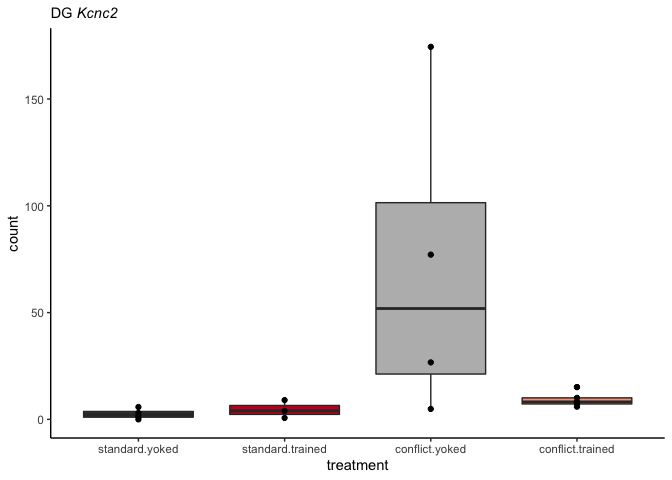 DG Kcnc2
count
150
100
50
0
standard.yoked standard.trained conflict.yoked conflict.trained
treatment